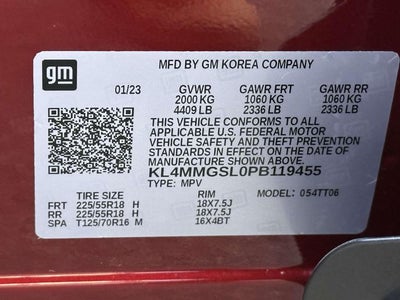 gm
MFD BY GM KOREA COMPANY
01/23 GVWR GAWR FRT GAWR RR
2000 KG 1060 KG 1060 KG
4409 LB 2336 LB 2336 LB
THIS VEHICLE CONFORMS TO ALL
APPLICABLE U.S. FEDERAL MOTOR
VEHICLE SAFETY AND THEFT PREVENTION
STANDARDS IN EFFECT ON THE DATE OF
MANUFACTURE SHOWN ABOVE.
KL4MMGSL0PB119455
TYPE: MPV
TIRE SIZE RIM MODEL: 054TT06
FRT 225/55R18 H 18X7.5J
RR 225/55R18 H 18X7.5J
SPA T125/70R16 M 16X4BT